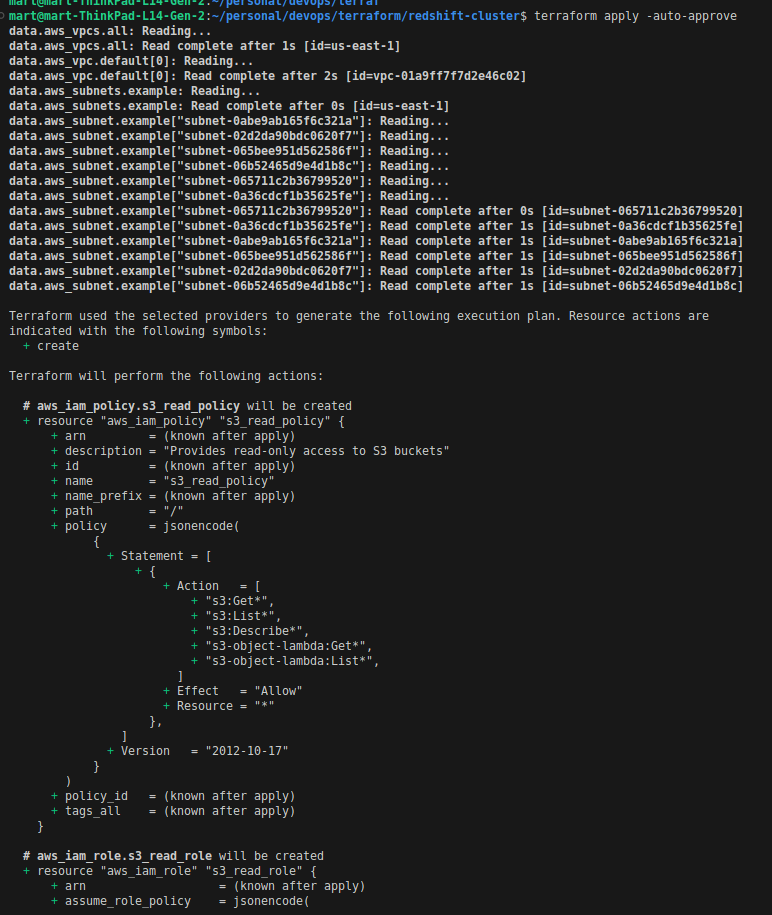 mart@mart-ThinkPad-L14-Gen-2:~/personal/devops/terraf
mart@mart-ThinkPad-L14-Gen-2:~/personal/devops/terraform/redshift-cluster$ terraform apply -auto-approve
data.aws_vpcs.all: Reading...
data.aws_vpcs.all: Read complete after 1s [id=us-east-1]
data.aws_vpc.default[0]: Reading...
data.aws_vpc.default[0]: Read complete after 2s [id=vpc-01a9ff7f7d2e46c02]
data.aws_subnets.example: Reading...
data.aws_subnets.example: Read complete after 0s [id=us-east-1]
data.aws_subnet.example["subnet-0abe9ab165f6c321a"]: Reading...
data.aws_subnet.example["subnet-02d2da90bdc0620f7"]: Reading...
data.aws_subnet.example["subnet-065bee951d562586f"]: Reading...
data.aws_subnet.example["subnet-06b52465d9e4d1b8c"]: Reading...
data.aws_subnet.example["subnet-065711c2b36799520"]: Reading...
data.aws_subnet.example["subnet-0a36cdcf1b35625fe"]: Reading...
data.aws_subnet.example["subnet-065711c2b36799520"]: Read complete after 0s [id=subnet-065711c2b36799520]
data.aws_subnet.example["subnet-0a36cdcf1b35625fe"]: Read complete after 1s [id=subnet-0a36cdcf1b35625fe]
data.aws_subnet.example["subnet-0abe9ab165f6c321a"]: Read complete after 1s [id=subnet-0abe9ab165f6c321a]
data.aws_subnet.example["subnet-065bee951d562586f"]: Read complete after 1s [id=subnet-065bee951d562586f]
data.aws_subnet.example["subnet-02d2da90bdc0620f7"]: Read complete after 1s [id=subnet-02d2da90bdc0620f7]
data.aws_subnet.example["subnet-06b52465d9e4d1b8c"]: Read complete after 1s [id=subnet-06b52465d9e4d1b8c]

Terraform used the selected providers to generate the following execution plan. Resource actions are
indicated with the following symbols:
  + create

Terraform will perform the following actions:

  # aws_iam_policy.s3_read_policy will be created
  + resource "aws_iam_policy" "s3_read_policy" {
      + arn         = (known after apply)
      + description = "Provides read-only access to S3 buckets"
      + id          = (known after apply)
      + name        = "s3_read_policy"
      + name_prefix = (known after apply)
      + path        = "/"
      + policy      = jsonencode(
            {
              + Statement = [
                  + {
                      + Action   = [
                          + "s3:Get*",
                          + "s3:List*",
                          + "s3:Describe*",
                          + "s3-object-lambda:Get*",
                          + "s3-object-lambda:List*",
                        ]
                      + Effect   = "Allow"
                      + Resource = "*"
                    },
                ]
              + Version   = "2012-10-17"
            }
        )
      + policy_id   = (known after apply)
      + tags_all    = (known after apply)
    }

  # aws_iam_role.s3_read_role will be created
  + resource "aws_iam_role" "s3_read_role" {
      + arn                   = (known after apply)
      + assume_role_policy    = jsonencode(